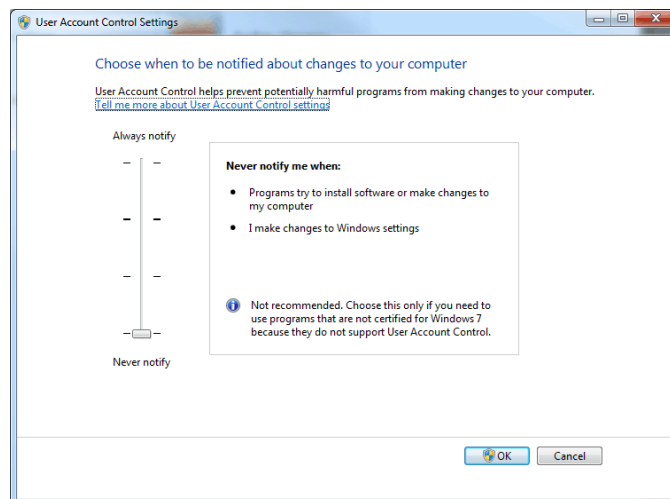 User Account Control Settings
Choose when to be notified about changes to your computer
User Account Control helps prevent potentially harmful programs from making changes to your computer.
Tell me more about User Account Control settings
Always notify
Never notify me when:
Programs try to install software or make changes to
my computer
I make changes to Windows settings
Not recommended. Choose this only if you need to
use programs that are not certified for Windows 7
because they do not support User Account Control.
Never notify
OK
Cancel